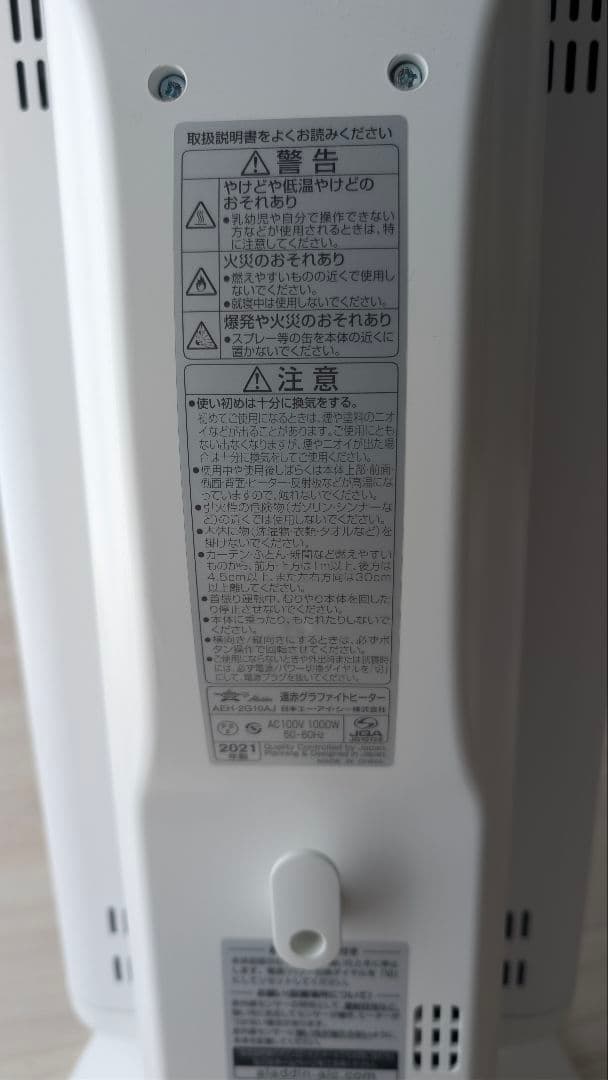 取扱説明書をよくお読みください
警告
やけどや低温やけどの
おそれあり
●乳幼児や自分で操作できない
方などが使用されるときは、特
に注意してください。
火災のおそれあり
●燃えやすいものの近くで使用し
ないでください。
●就寝中は使用しないでください。
爆発や火災のおそれあり
●スプレー等の缶を本体の近くに
置かないでください。
注意
●使い初めは十分に換気をする。
初めてご使用になるときは、煙や塗料のニオ
イなどが出ることがあります。ご使用にとも
ない出なくなりますが、煙やニオイが出た場
合は十分に換気をしてご使用ください。
●使用中や使用後しばらくは本体上部・前面・
側面・背面・ヒーター・反射板などが高温にな
っていますので、触れないでください。
●引火性の危険物(ガソリン・シンナーな
ど)の近くでは使用しないでください。
●本体に物(洗濯物・衣類・タオルなど)を
掛けないでください。
●カーテン・ふとん・新聞など燃えやすい
ものから、前方・上方は1m以上、後方は
4.5cm以上、また左右方向は30cm
以上離してください。
●首振り運転中、むりやり本体を回した
り停止させないでください。
●本体に乗ったり、もたれたりしないで
ください。
●横向き/縦向きにするときは、必ずボ
タン操作で回転させてください。
●ご使用にならないときや外出時または就寝時
には、必ず電源/パワー切換ダイヤルを「切」
にして、電源プラグを抜いてください。
遠赤グラファイトヒーター
AEH-2G10AJ 日本エー・アイ・シー株式会社
AC100V 1000W
50-60Hz
JQA
2021
年製
Quality Controlled by Japan
Planning & Designed in Japan
MADE IN CHINA
aladdin-aic.com